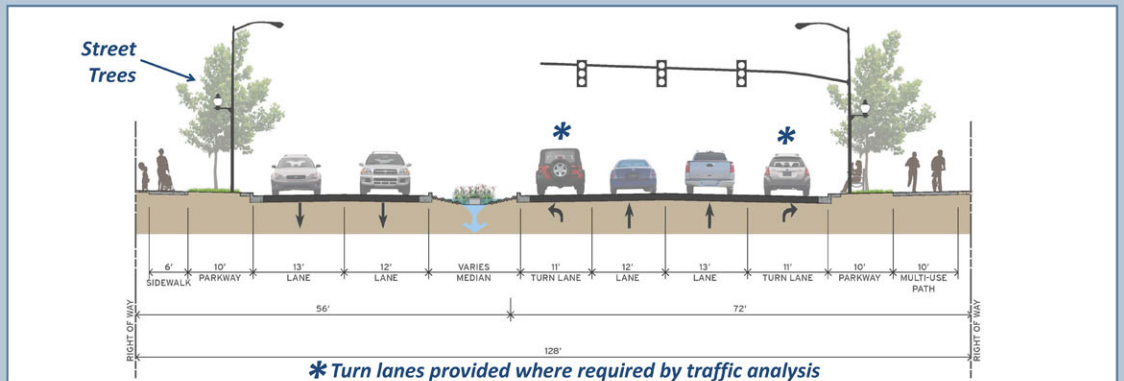 Street
Trees
*
*
6' 10' 13' 12' VARIES 11' 12' 13' 11' 10' 10'
SIDEWALK PARKWAY LANE LANE MEDIAN TURN LANE LANE LANE TURN LANE PARKWAY MULTI-USE
PATH
RIGHT OF WAY
56' 72'
RIGHT OF WAY
128'
* Turn lanes provided where required by traffic analysis